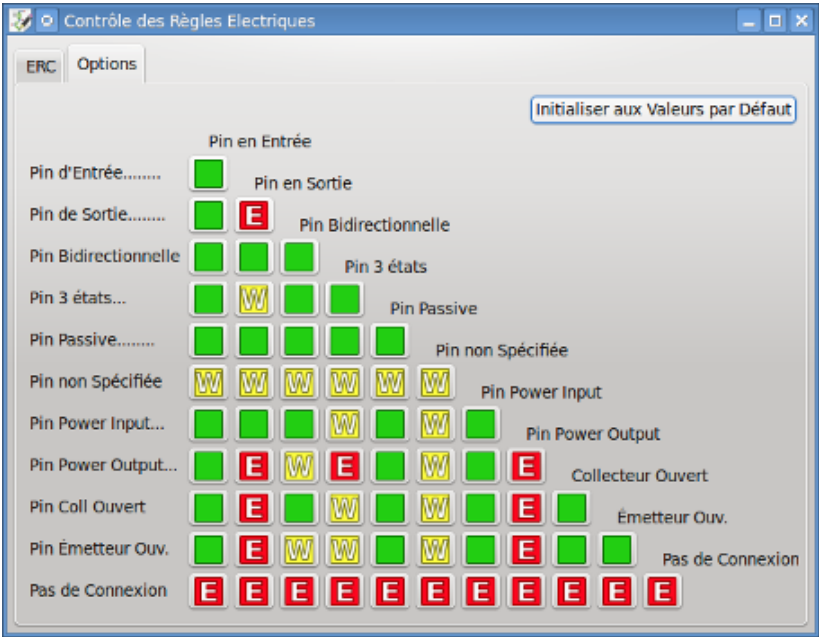 Contrôle des Règles Electriques
ERC Options
Initialiser aux Valeurs par Défaut
Pin en Entrée
Pin d'Entrée........
Pin en Sortie
Pin de Sortie........ E
Pin Bidirectionnelle
Pin Bidirectionnelle
Pin 3 états
Pin 3 états... W
Pin Passive
Pin Passive........
Pin non Spécifiée
Pin non Spécifiée W W W W W W
Pin Power Input
Pin Power Input... W W
Pin Power Output
Pin Power Output... E W E W E
Collecteur Ouvert
Pin Coll Ouvert E W W E
Émetteur Ouv.
Pin Émetteur Ouv. E W W W E
Pas de Connexion
Pas de Connexion E E E E E E E E E E E